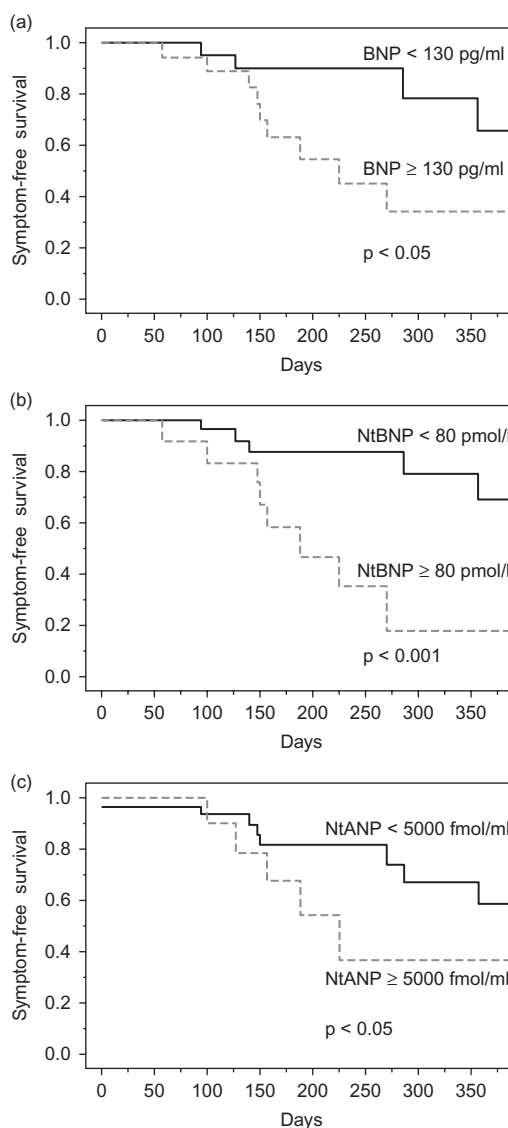 (a)
Symptom-free survival
1.0
0.8
0.6
0.4
0.2
0.0
BNP < 130 pg/ml
BNP ≥ 130 pg/ml
p < 0.05
0 50 100 150 200 250 300 350
Days
(b)
Symptom-free survival
1.0
0.8
0.6
0.4
0.2
0.0
NtBNP < 80 pmol/l
NtBNP ≥ 80 pmol/l
p < 0.001
0 50 100 150 200 250 300 350
Days
(c)
Symptom-free survival
1.0
0.8
0.6
0.4
0.2
0.0
NtANP < 5000 fmol/ml
NtANP ≥ 5000 fmol/ml
p < 0.05
0 50 100 150 200 250 300 350
Days